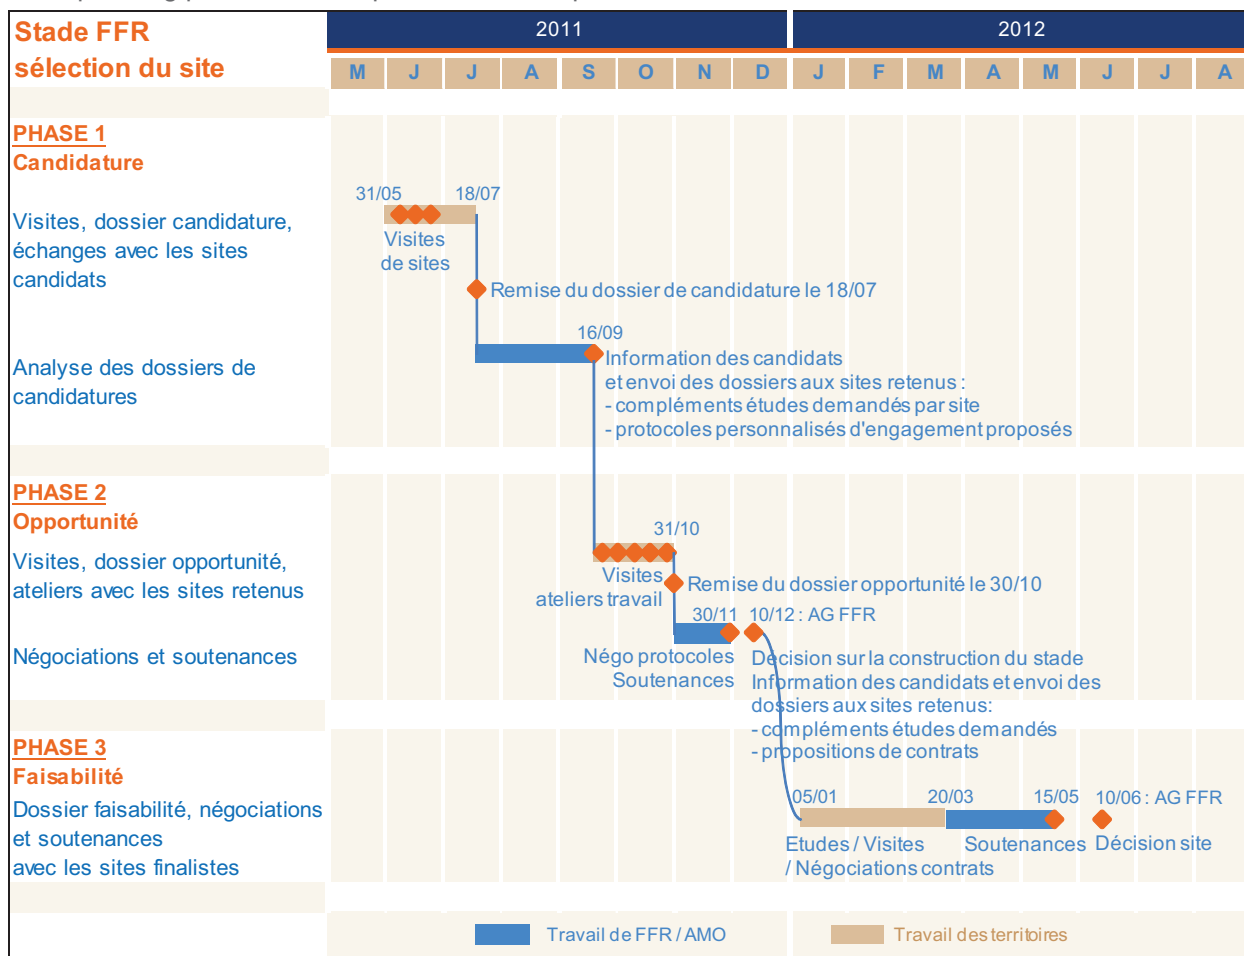 Stade FFR
sélection du site
2011
2012
M J J A S O N D J F M A M J J A
PHASE 1
Candidature
31/05
18/07
Visites, dossier candidature,
échanges avec les sites
candidats
Visites
de sites
Remise du dossier de candidature le 18/07
16/09
Analyse des dossiers de
candidatures
Information des candidats
et envoi des dossiers aux sites retenus :
- compléments études demandés par site
- protocoles personnalisés d'engagement proposés
PHASE 2
Opportunité
31/10
Visites, dossier opportunité,
ateliers avec les sites retenus
Visites
ateliers travail
Remise du dossier opportunité le 30/10
30/11
10/12 : AG FFR
Négociations et soutenances
Négo protocoles
Soutenances
Décision sur la construction du stade
Information des candidats et envoi des
dossiers aux sites retenus:
- compléments études demandés
- propositions de contrats
PHASE 3
Faisabilité
05/01
20/03
15/05
10/06 : AG FFR
Dossier faisabilité, négociations
et soutenances
avec les sites finalistes
Etudes / Visites
/ Négociations contrats
Soutenances
Décision site
Travail de FFR / AMO
Travail des territoires